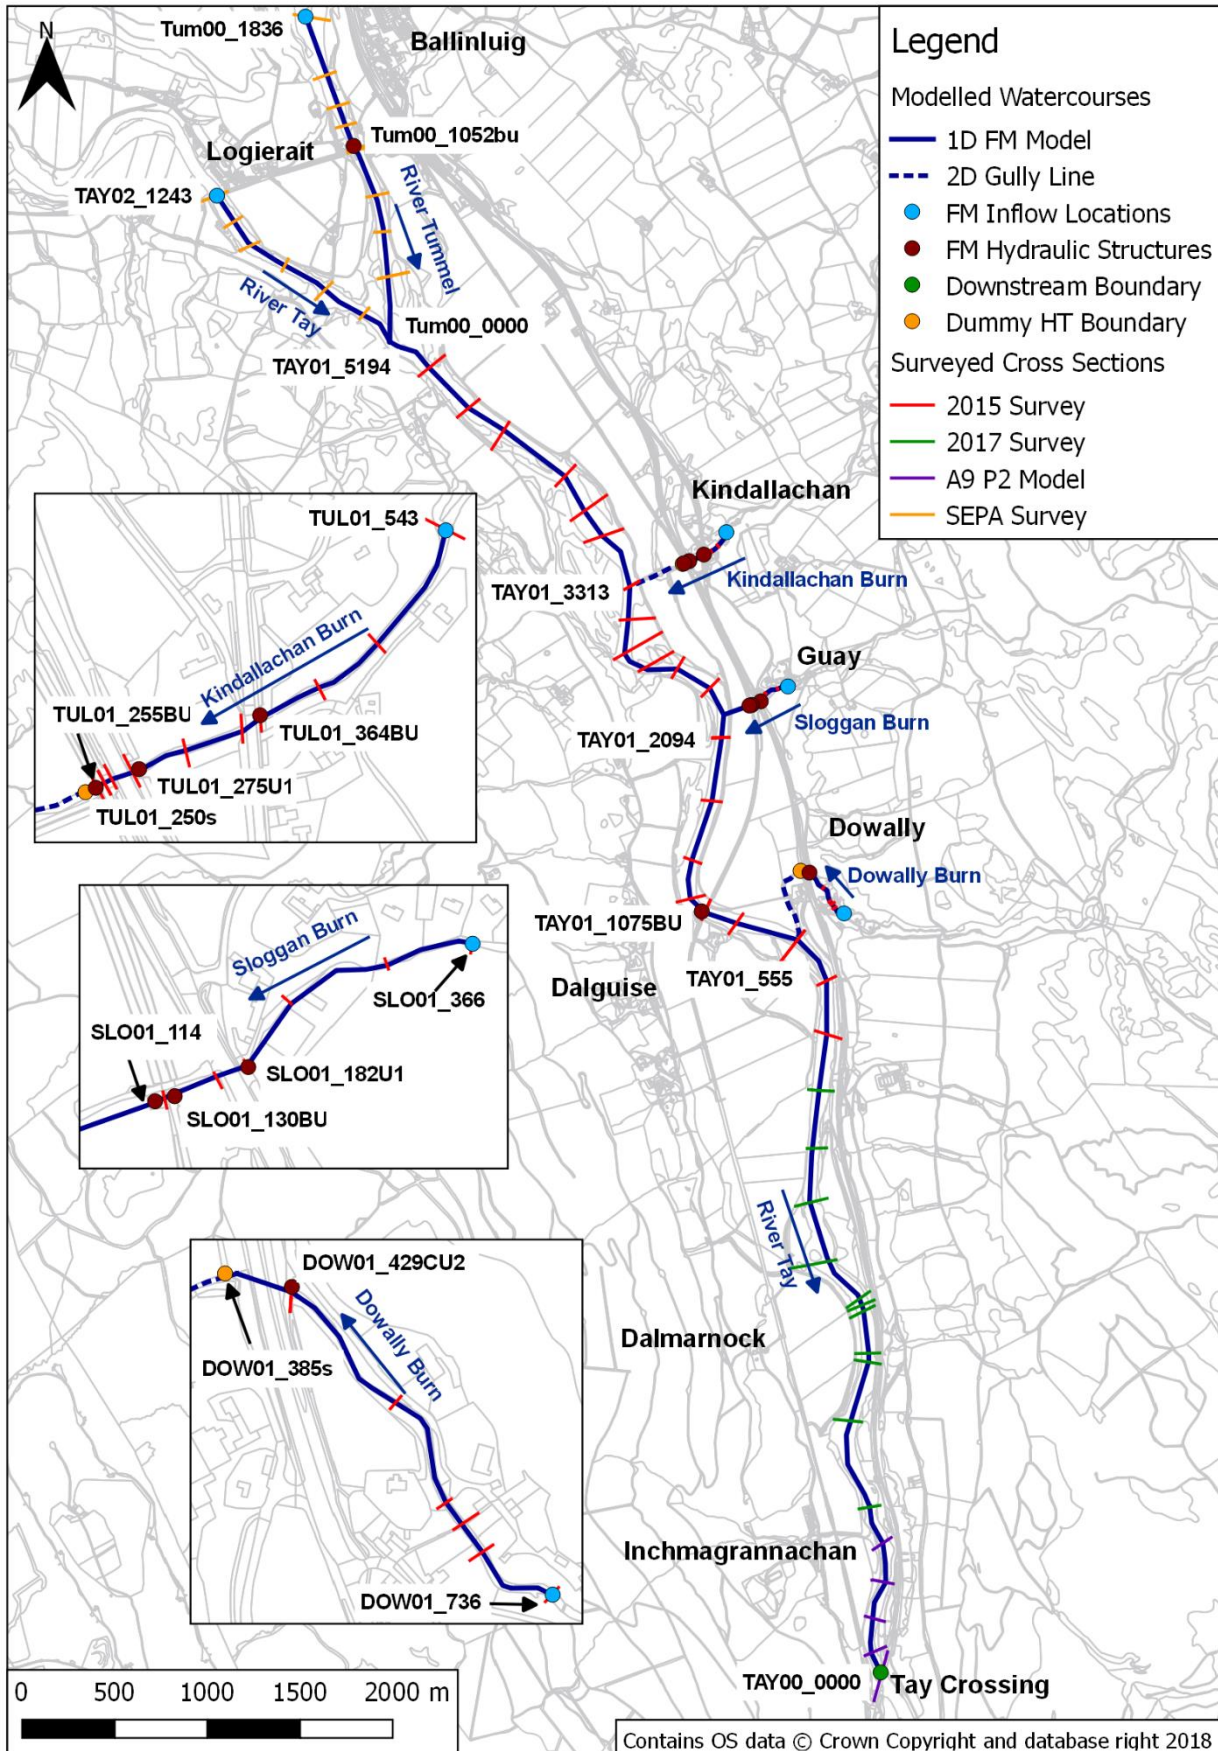 Tum00_1836
N
Ballinluig
Tum00_1052bu
Logierait
TAY02_1243
River Tummel
River Tay
Tum00_0000
TAY01_5194
Legend
Modelled Watercourses
1D FM Model
2D Gully Line
FM Inflow Locations
FM Hydraulic Structures
Downstream Boundary
Dummy HT Boundary
Surveyed Cross Sections
2015 Survey
2017 Survey
A9 P2 Model
SEPA Survey
Kindallachan
TAY01_3313
Kindallachan Burn
Guay
Sloggan Burn
TAY01_2094
Dowally
Dowally Burn
TAY01_1075BU
TAY01_555
Dalguise
TUL01_543
Kindallachan Burn
TUL01_255BU
TUL01_364BU
TUL01_275U1
TUL01_250s
Sloggan Burn
SLO01_366
SLO01_114
SLO01_182U1
SLO01_130BU
River Tay
DOW01_429CU2
Dowally Burn
DOW01_385s
DOW01_736
Dalmarnock
Inchmagrannachan
TAY00_0000
Tay Crossing
0 500 1000 1500 2000 m
Contains OS data © Crown Copyright and database right 2018